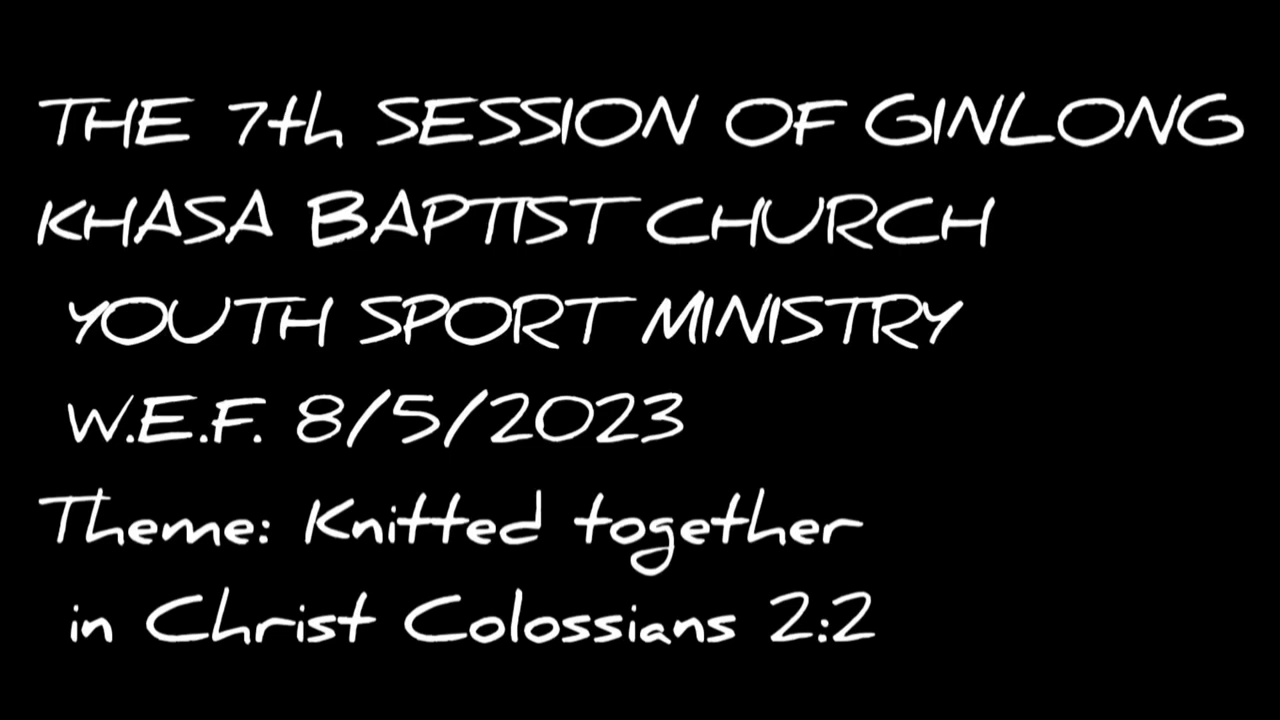 THE 7th SESSION OF GINLONG
KHASA BAPTIST CHURCH
YOUTH SPORT MINISTRY
W.E.F. 8/5/2023
Theme: Knitted together
in Christ Colossians 2:2